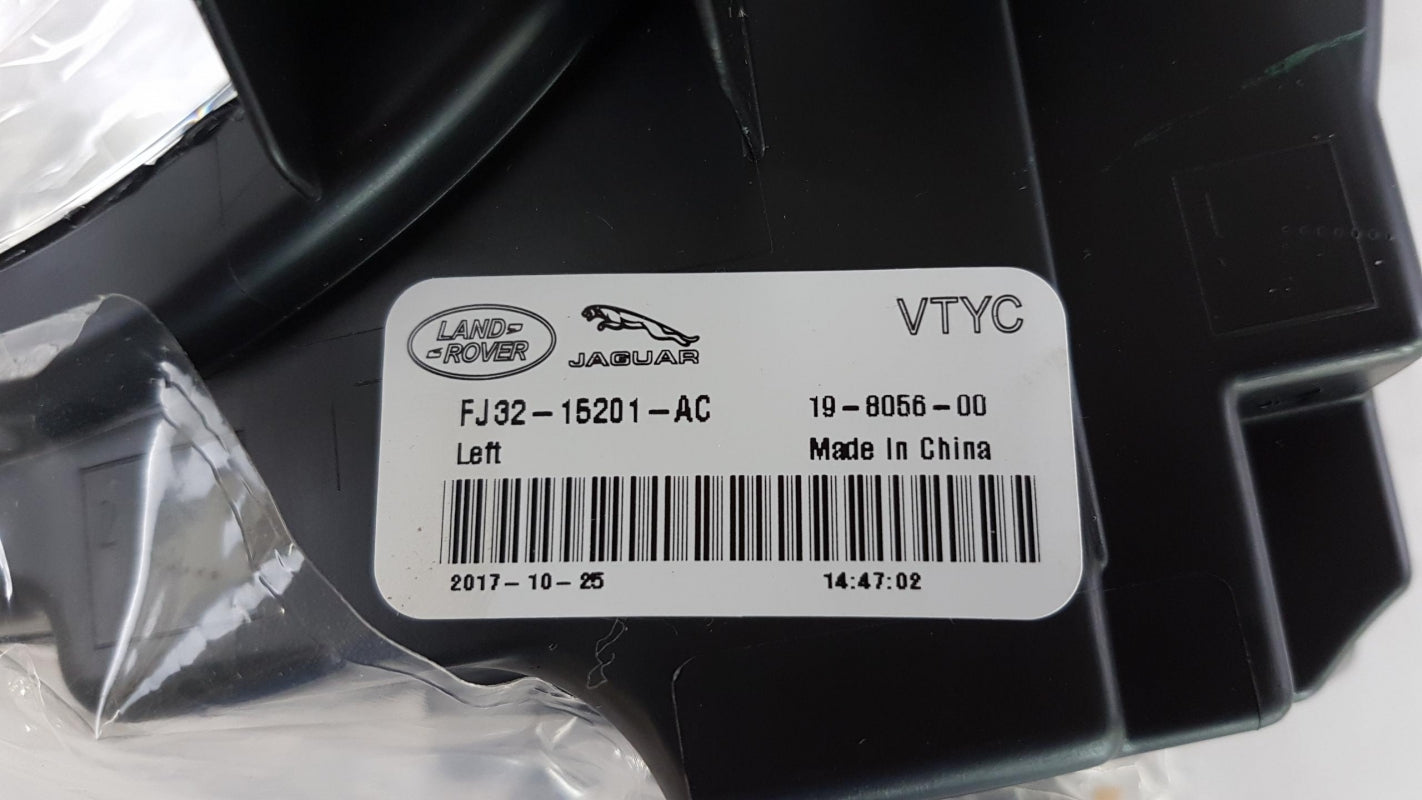 LAND-
-ROVER
JAGUAR
VTYC
FJ32-15201-AC
19-8056-00
Left
Made In China
2017-10-25
14:47:02